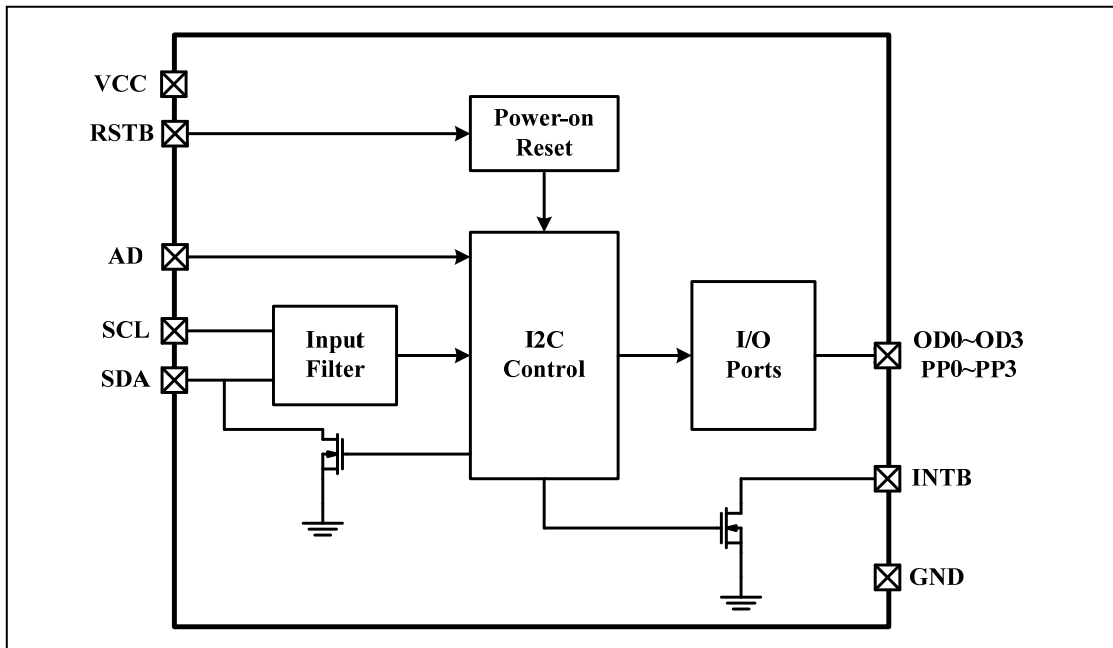 VCC
RSTB
Power-on
Reset
AD
SCL
SDA
Input
Filter
I2C
Control
I/O
Ports
OD0~OD3
PP0~PP3
INTB
GND